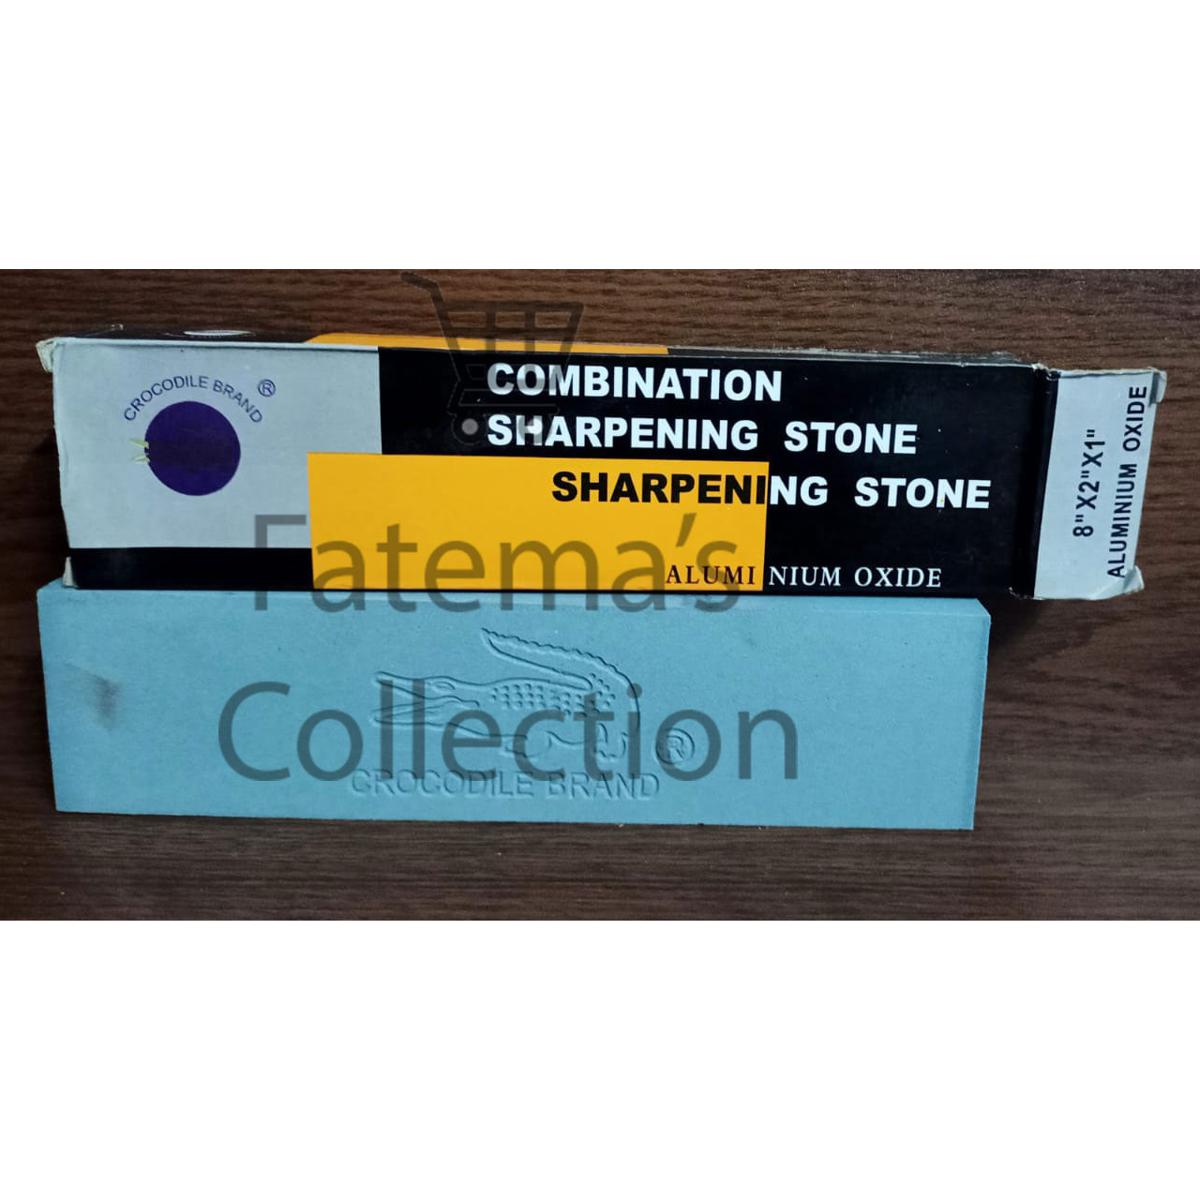 CROCODILE BRAND ®
COMBINATION
SHARPENING STONE
SHARPENING STONE
ALUMINIUM OXIDE
8"X2"X1"
ALUMINIUM OXIDE
Fatema's
Collection
®
CROCODILE BRAND